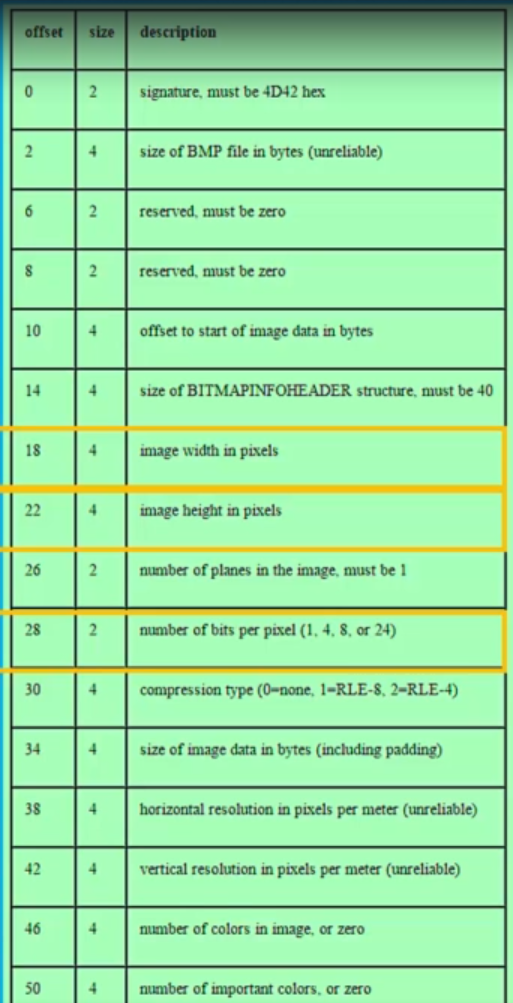 offset size description
0 2 signature, must be 4D42 hex
2 4 size of BMP file in bytes (unreliable)
6 2 reserved, must be zero
8 2 reserved, must be zero
10 4 offset to start of image data in bytes
14 4 size of BITMAPINFOHEADER structure, must be 40
18 4 image width in pixels
22 4 image height in pixels
26 2 number of planes in the image, must be 1
28 2 number of bits per pixel (1, 4, 8, or 24)
30 4 compression type (0=none, 1=RLE-8, 2=RLE-4)
34 4 size of image data in bytes (including padding)
38 4 horizontal resolution in pixels per meter (unreliable)
42 4 vertical resolution in pixels per meter (unreliable)
46 4 number of colors in image, or zero
50 4 number of important colors, or zero